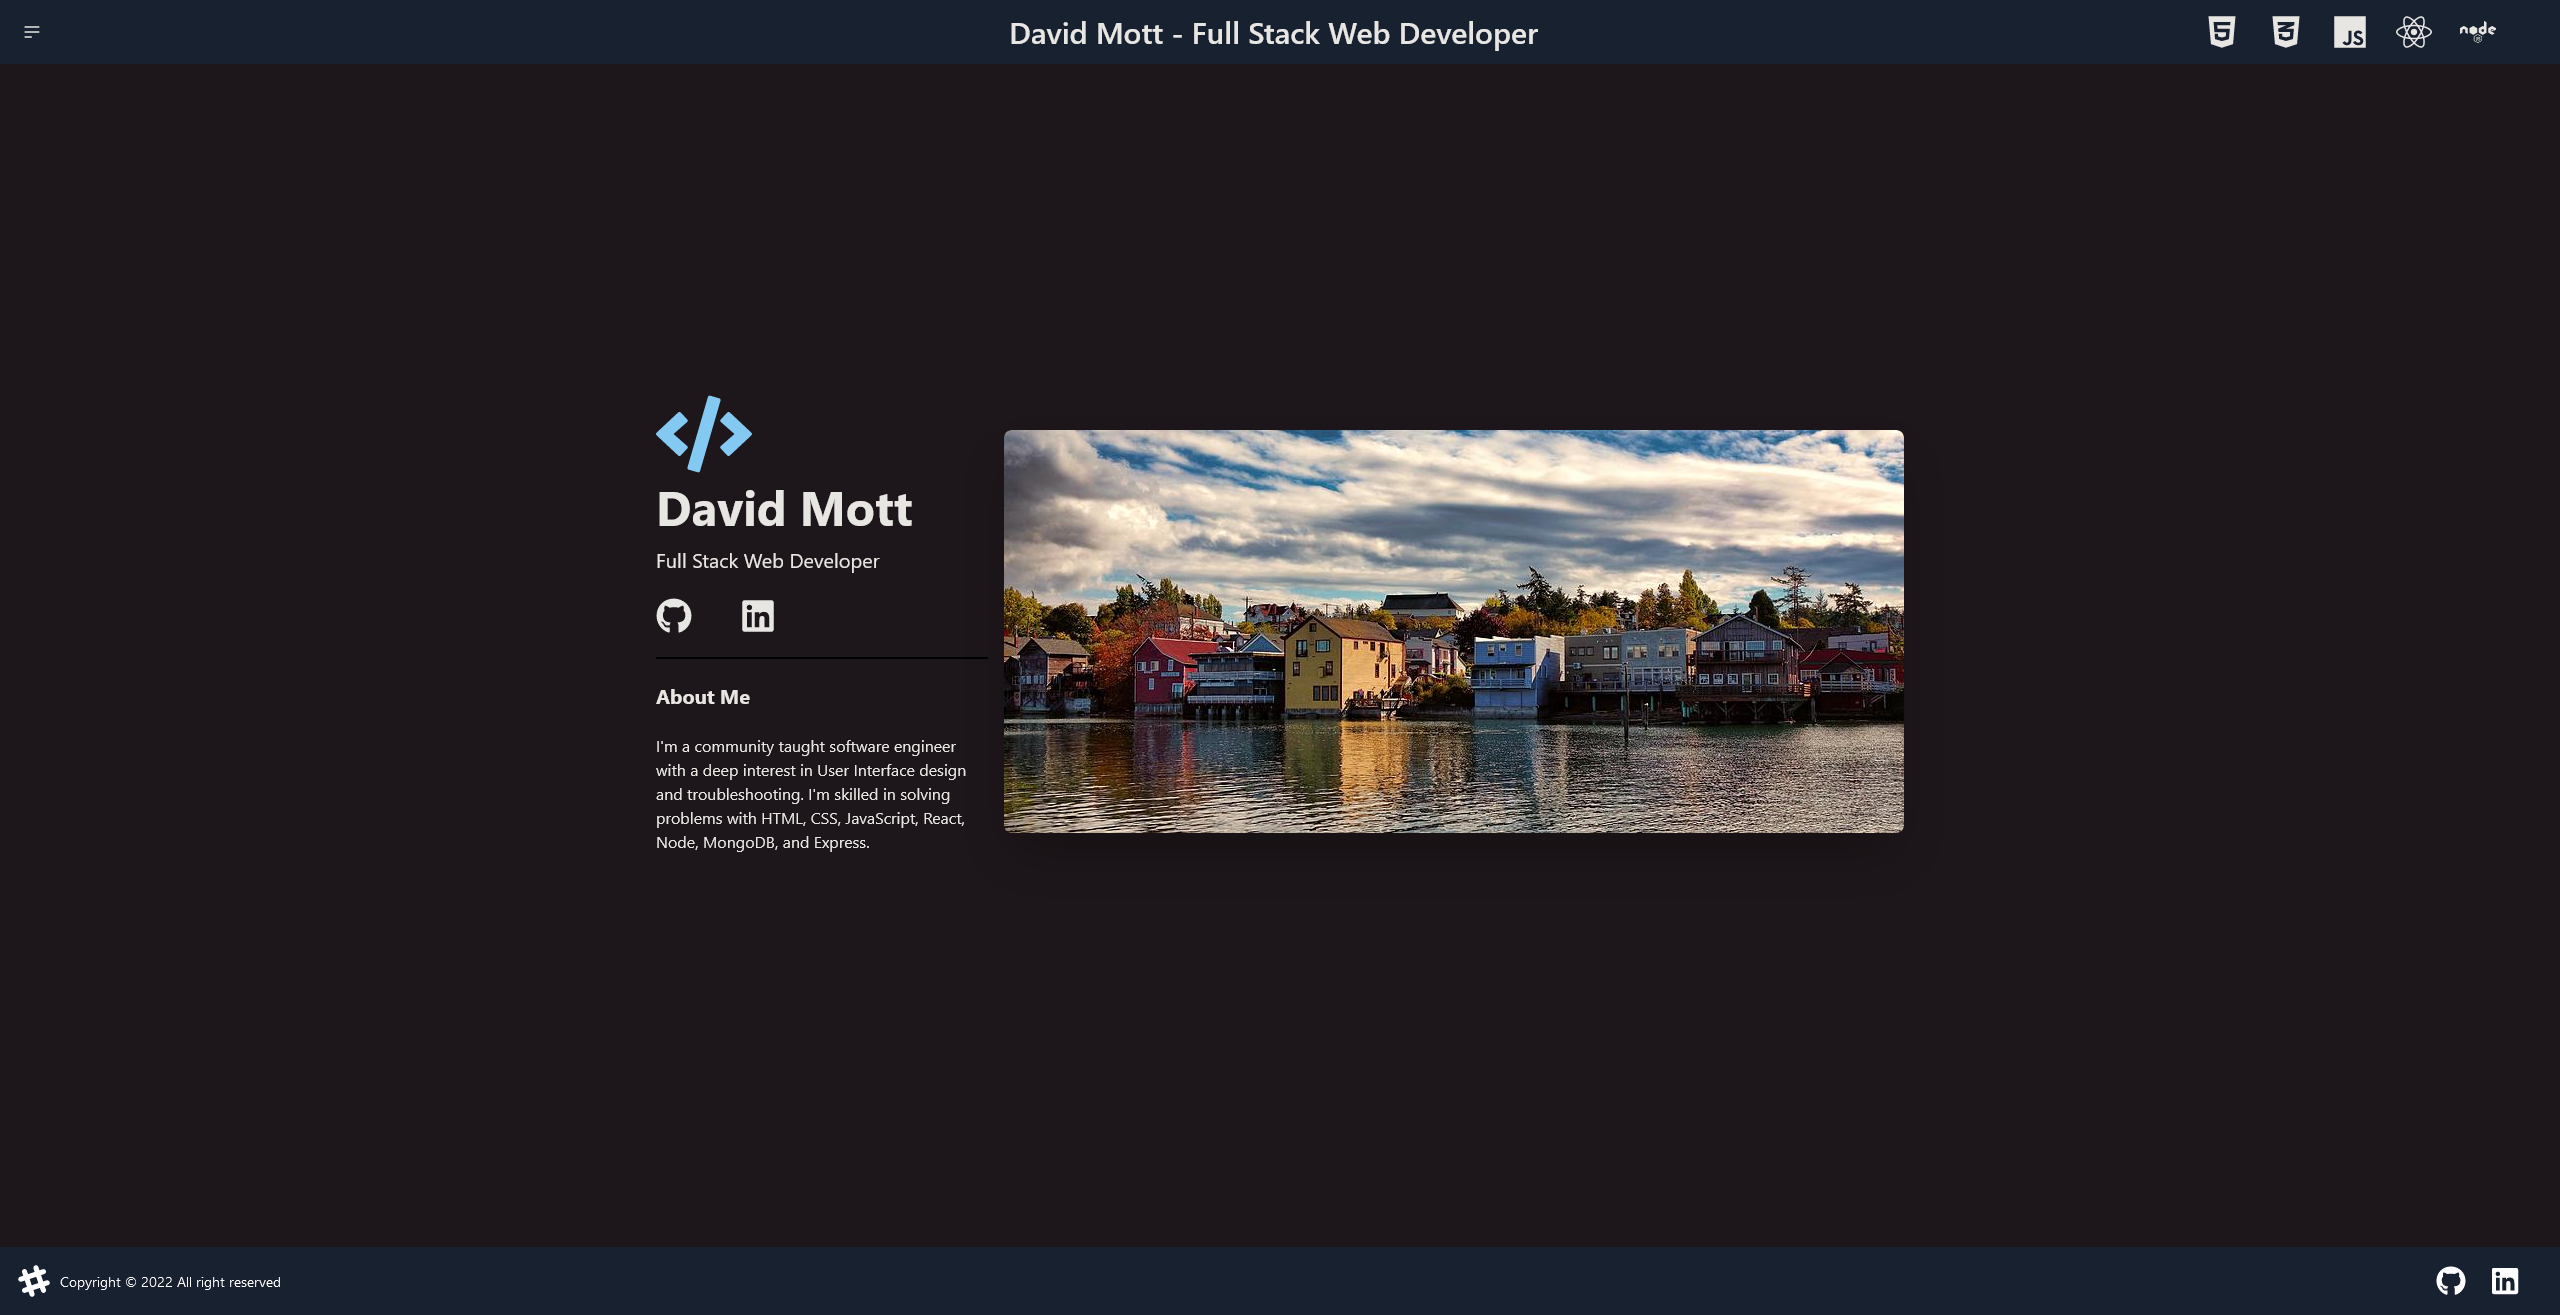 David Mott - Full Stack Web Developer
JS
node
David Mott
Full Stack Web Developer
in
About Me
I'm a community taught software engineer
with a deep interest in User Interface design
and troubleshooting. I'm skilled in solving
problems with HTML, CSS, JavaScript, React,
Node, MongoDB, and Express.
Copyright © 2022 All right reserved
in